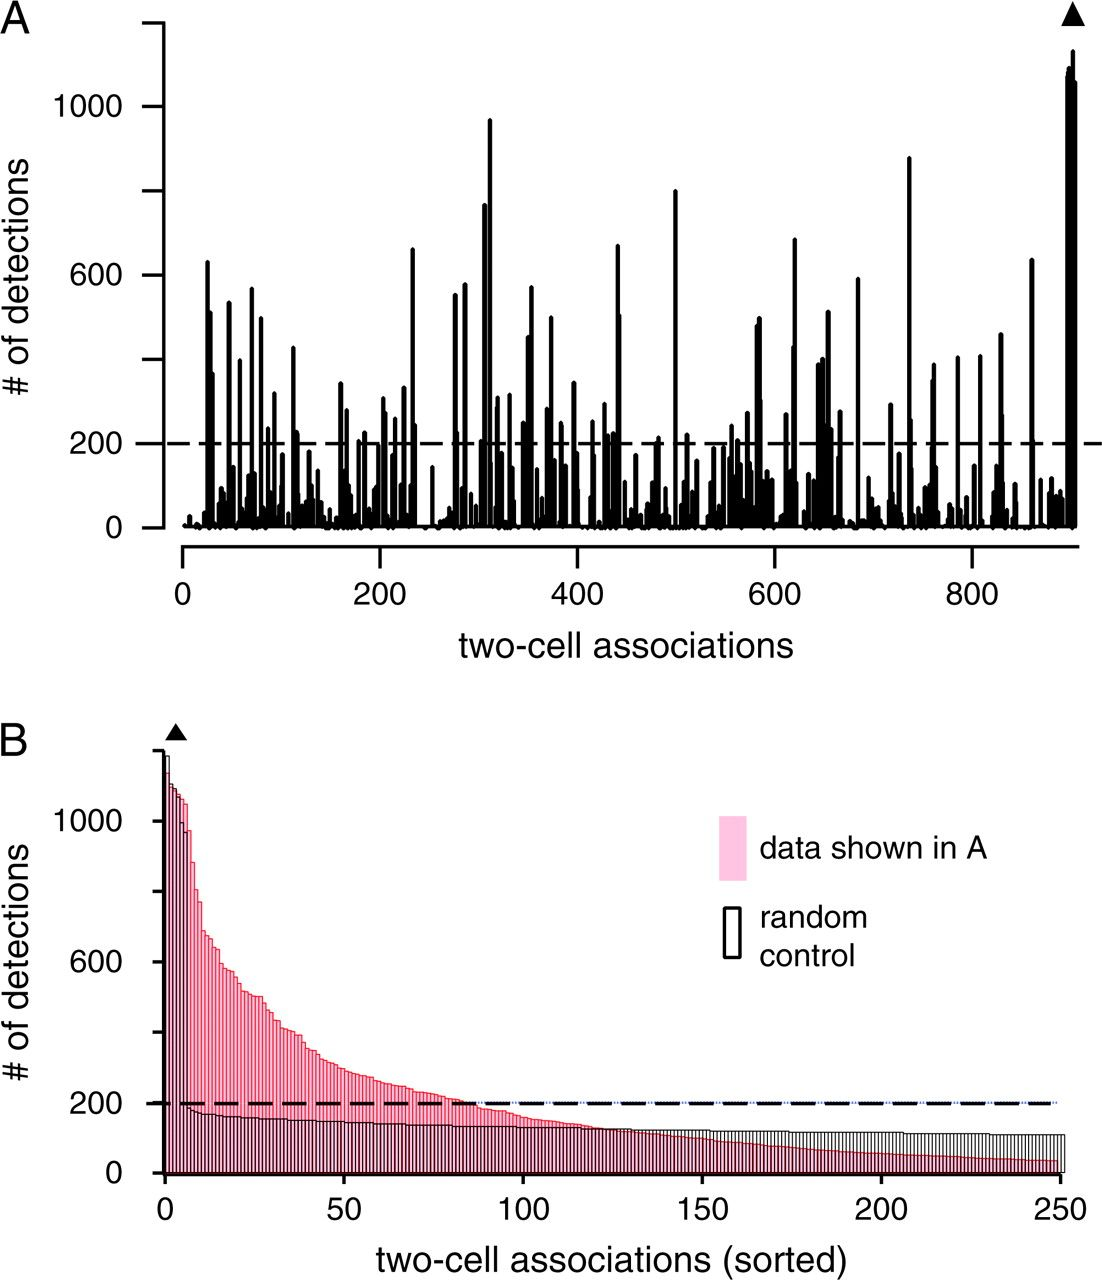 A
# of detections
1000
600
200
0
0 200 400 600 800
two-cell associations
B
# of detections
1000
600
200
0
data shown in A
random
control
0 50 100 150 200 250
two-cell associations (sorted)